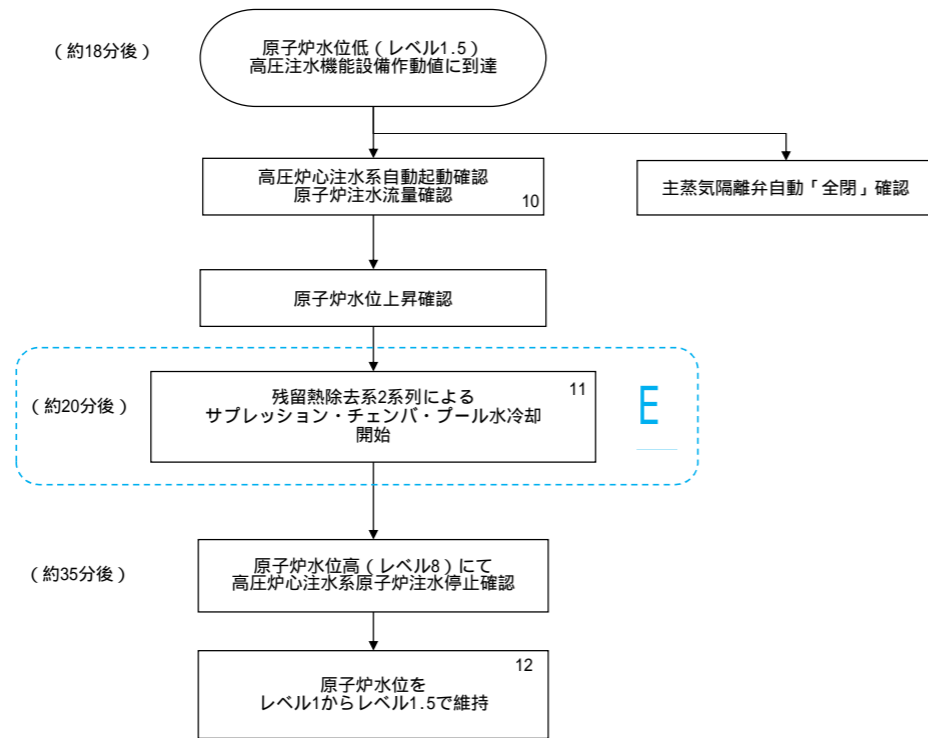 （約18分後）
原子炉水位低（レベル1.5）
高圧注水機能設備作動値に到達
高圧炉心注水系自動起動確認
原子炉注水流量確認
10
主蒸気隔離弁自動「全閉」確認
原子炉水位上昇確認
（約20分後）
残留熱除去系2系列による
サプレッション・チェンバ・プール水冷却
開始
11
E
（約35分後）
原子炉水位高（レベル8）にて
高圧炉心注水系原子炉注水停止確認
12
原子炉水位を
レベル1からレベル1.5で維持